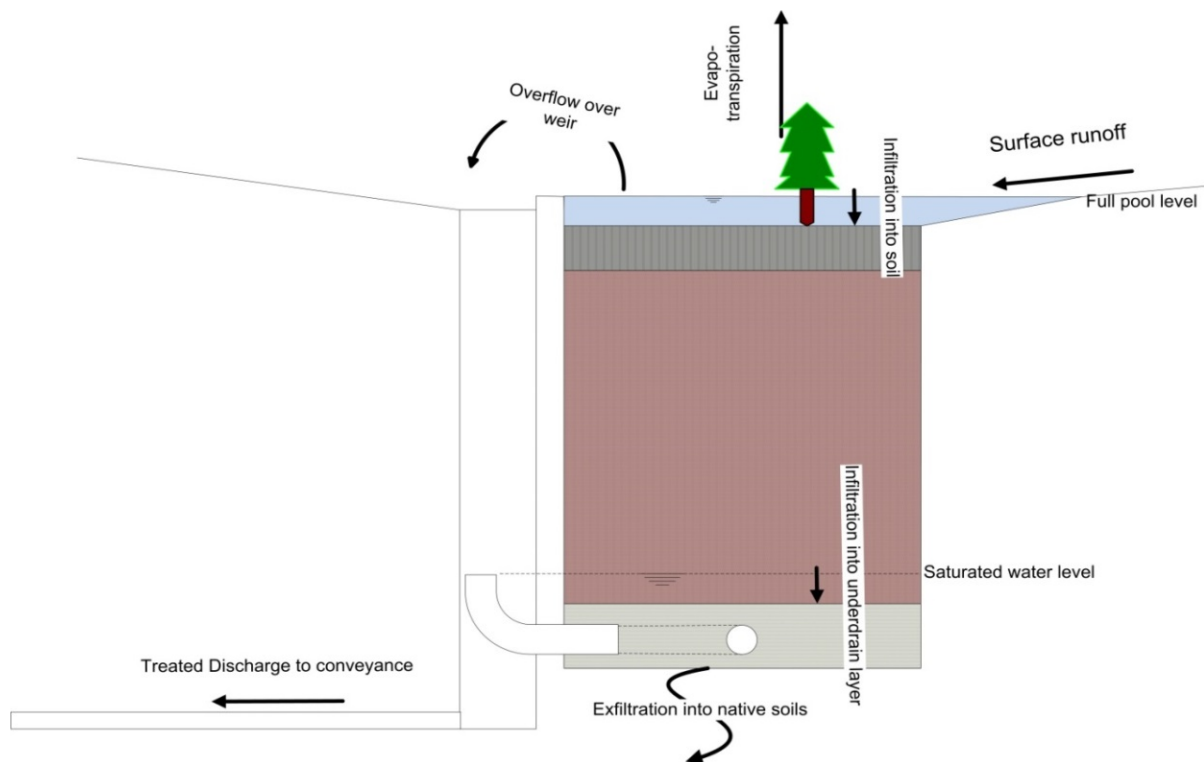 Evapo-
transpiration
Overflow over
weir
Surface runoff
Infiltration into soil
Full pool level
Infiltration into underdrain layer
Saturated water level
Treated Discharge to conveyance
Exfiltration into native soils